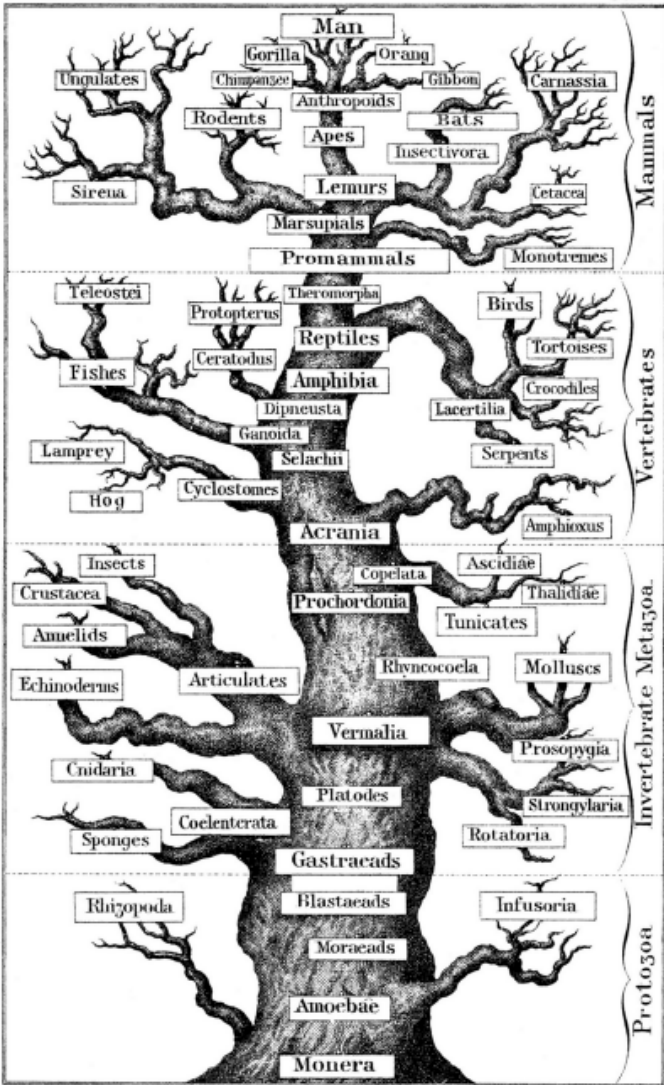 Man
Gorilla
Orang
Ungulates
Chimpanzee
Gibbon
Carnassia
Anthropoids
Rodents
Bats
Apes
Insectivora
Mammals
Sirena
Lemurs
Cetacea
Marsupials
Promammals
Monotremes
Teleostei
Theromorpha
Protopterus
Birds
Reptiles
Tortoises
Ceratodus
Fishes
Amphibia
Crocodiles
Vertebrates
Dipneusta
Lacertilia
Ganoida
Lamprey
Selachii
Serpents
Cyclostomes
Hog
Acrania
Amphioxus
Insects
Copelata
Ascidiae
Crustacea
Thalidiae
Prochordonia
Tunicates
Annelids
Articulates
Rhyncocoela
Molluscs
Echinoderms
Vermalia
Prosopygia
Invertebrate Metazoa
Cnidaria
Platodes
Strongylaria
Coelenterata
Sponges
Rotatoria
Gastraeads
Blastaeads
Rhizopoda
Infusoria
Moraeads
Protozoa
Amoebae
Monera